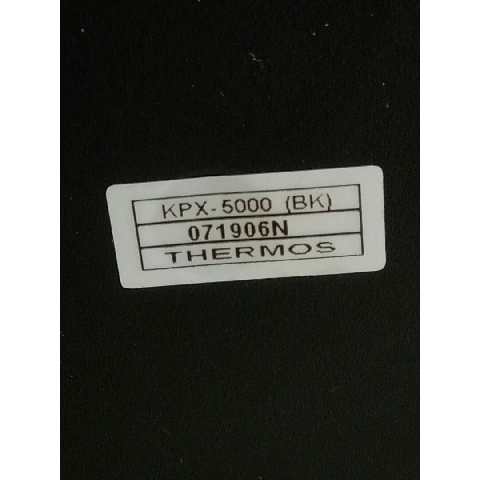 KPX-5000 (BK)
071906N
THERMOS